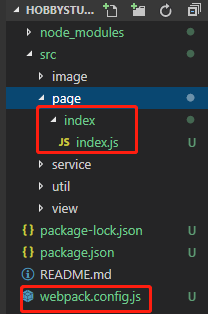 HOBBYSTU...
node_modules
src
image
page
index
JS index.js U
service
util
view
{} package-lock.json U
{} package.json U
README.md
webpack.config.js U